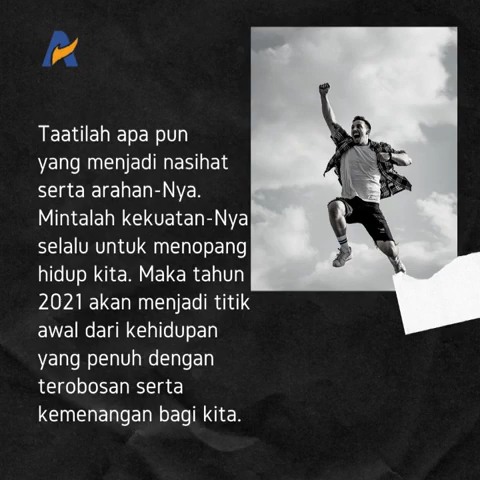 Taatilah apa pun
yang menjadi nasihat
serta arahan-Nya.
Mintalah kekuatan-Nya
selalu untuk menopang
hidup kita. Maka tahun
2021 akan menjadi titik
awal dari kehidupan
yang penuh dengan
terobosan serta
kemenangan bagi kita.